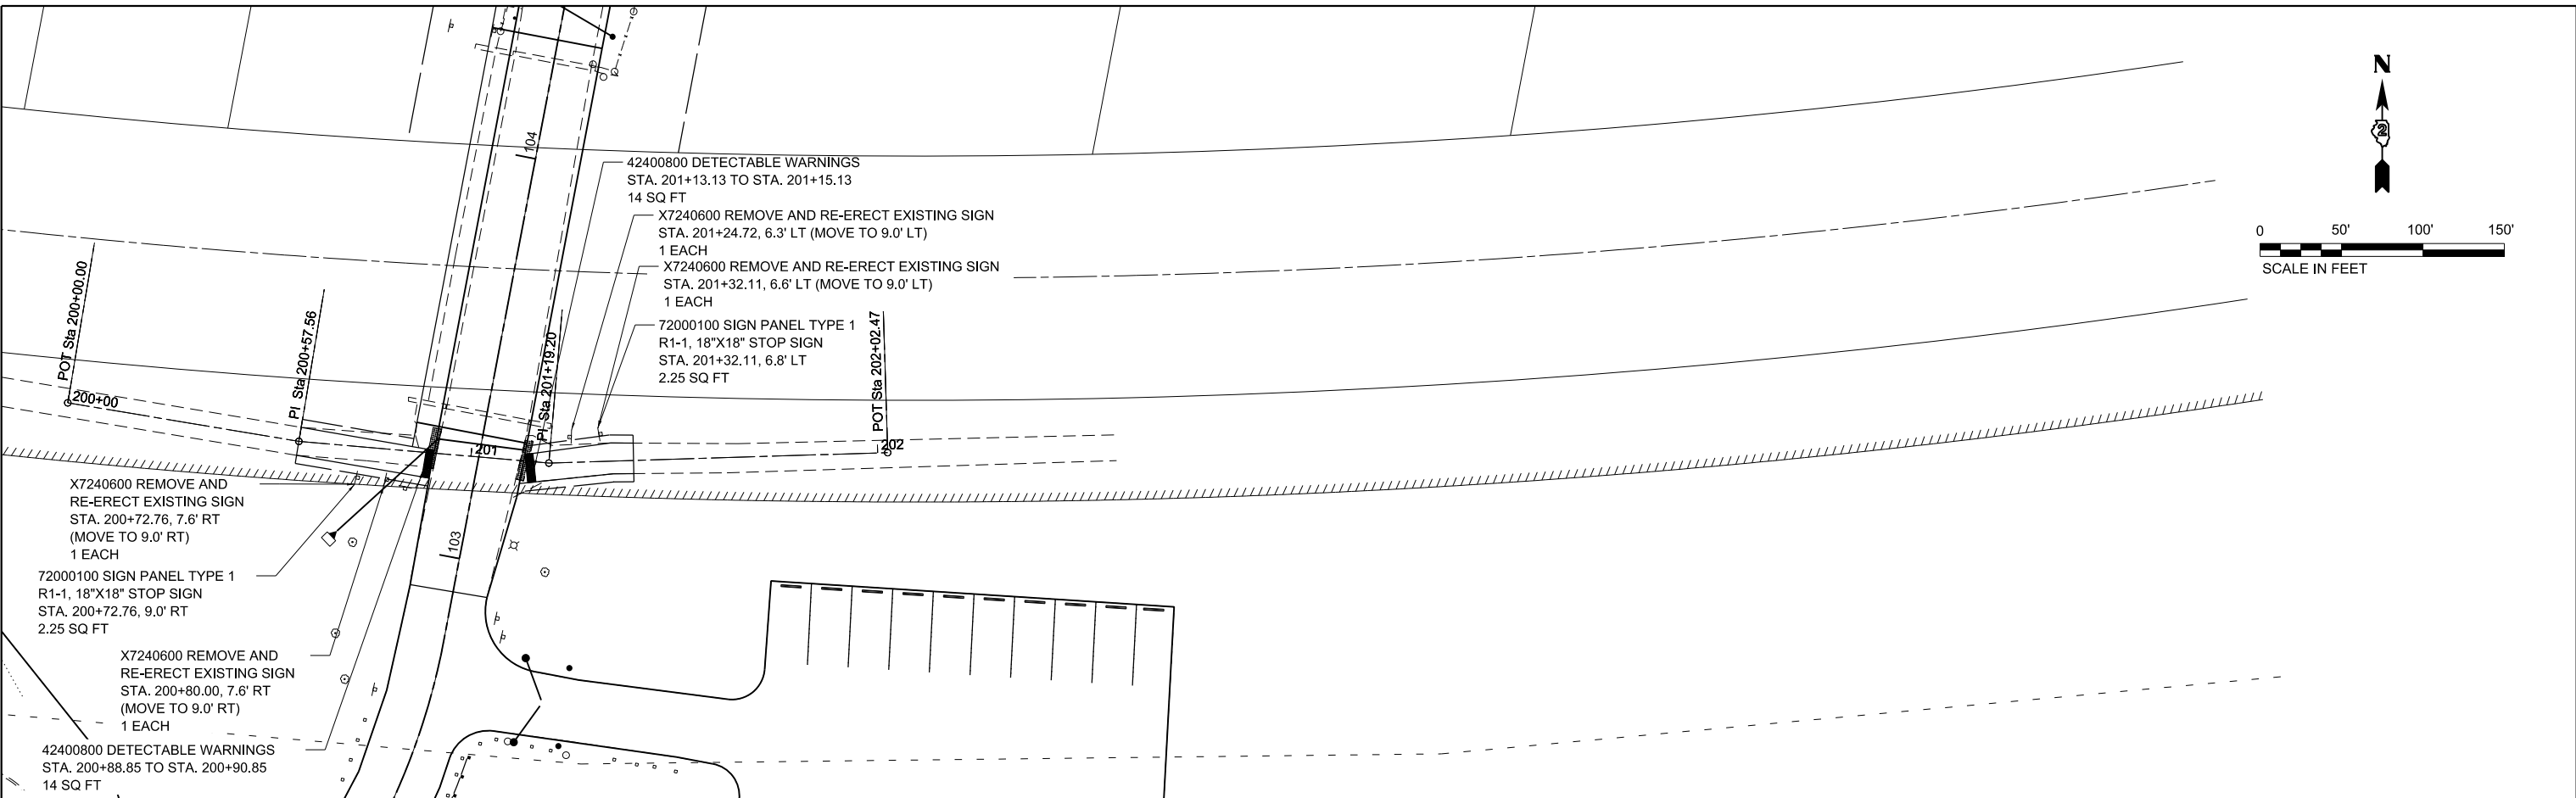 N
2
0 50' 100' 150'
SCALE IN FEET
104
42400800 DETECTABLE WARNINGS
STA. 201+13.13 TO STA. 201+15.13
14 SQ FT
X7240600 REMOVE AND RE-ERECT EXISTING SIGN
STA. 201+24.72, 6.3' LT (MOVE TO 9.0' LT)
1 EACH
X7240600 REMOVE AND RE-ERECT EXISTING SIGN
STA. 201+32.11, 6.6' LT (MOVE TO 9.0' LT)
1 EACH
72000100 SIGN PANEL TYPE 1
R1-1, 18"X18" STOP SIGN
STA. 201+32.11, 6.8' LT
2.25 SQ FT
POT Sta 200+00.00
200+00
PI Sta 200+57.56
201
PI Sta 201+19.20
POT Sta 202+02.47
202
103
X7240600 REMOVE AND
RE-ERECT EXISTING SIGN
STA. 200+72.76, 7.6' RT
(MOVE TO 9.0' RT)
1 EACH
72000100 SIGN PANEL TYPE 1
R1-1, 18"X18" STOP SIGN
STA. 200+72.76, 9.0' RT
2.25 SQ FT
X7240600 REMOVE AND
RE-ERECT EXISTING SIGN
STA. 200+80.00, 7.6' RT
(MOVE TO 9.0' RT)
1 EACH
42400800 DETECTABLE WARNINGS
STA. 200+88.85 TO STA. 200+90.85
14 SQ FT